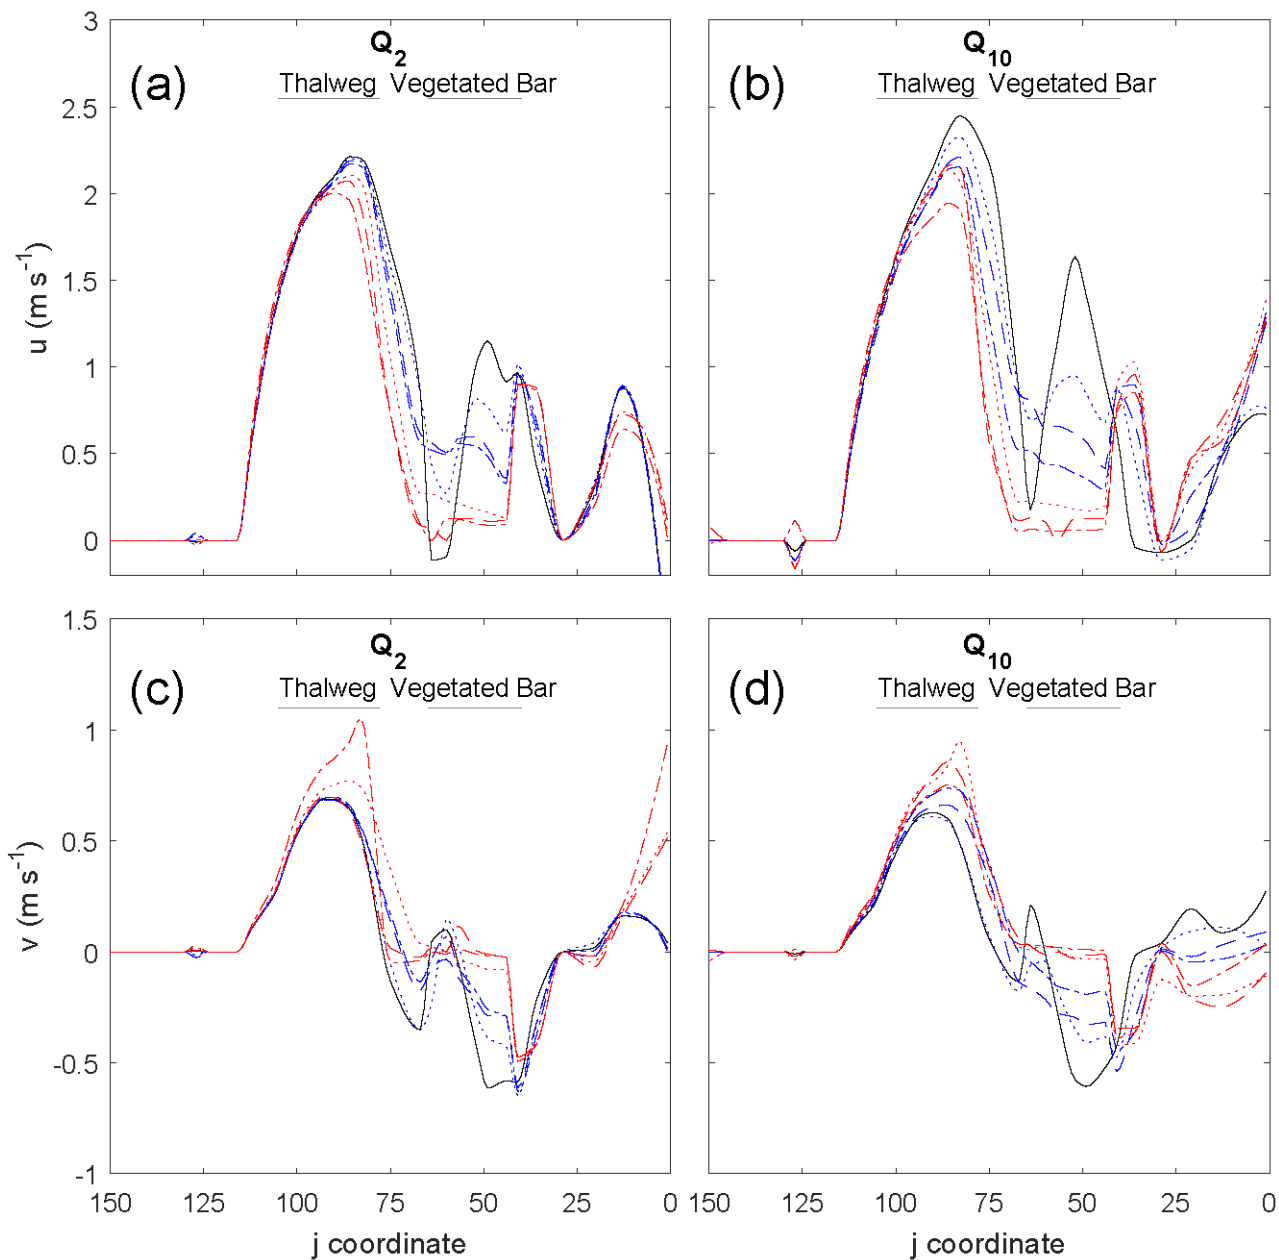 Q2
(a)
Thalweg Vegetated Bar
3
2.5
2
1.5
1
0.5
0
u (m s-1)
Q10
(b)
Thalweg Vegetated Bar
Q2
(c)
Thalweg Vegetated Bar
1.5
1
0.5
0
-0.5
-1
v (m s-1)
150 125 100 75 50 25 0
j coordinate
Q10
(d)
Thalweg Vegetated Bar
150 125 100 75 50 25 0
j coordinate